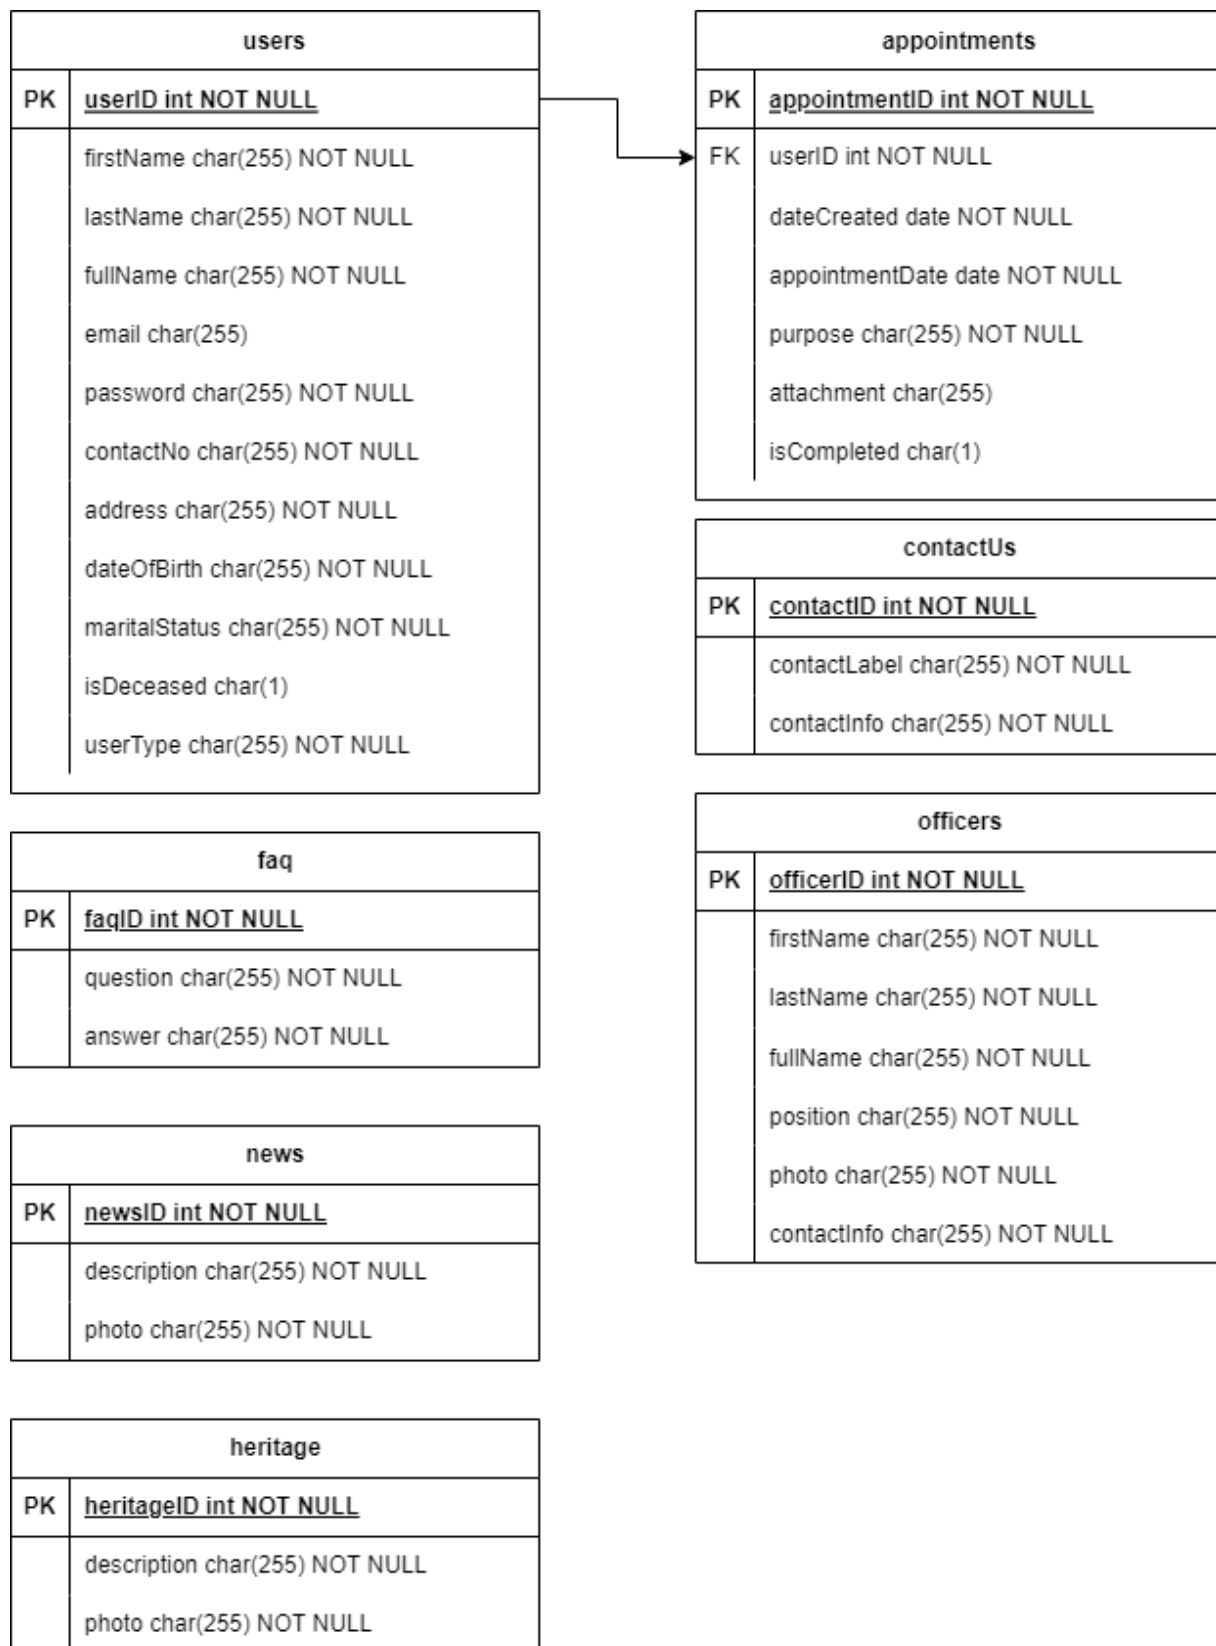 users
PK userID int NOT NULL
firstName char(255) NOT NULL
lastName char(255) NOT NULL
fullName char(255) NOT NULL
email char(255)
password char(255) NOT NULL
contactNo char(255) NOT NULL
address char(255) NOT NULL
dateOfBirth char(255) NOT NULL
maritalStatus char(255) NOT NULL
isDeceased char(1)
userType char(255) NOT NULL
appointments
PK appointmentID int NOT NULL
FK userID int NOT NULL
dateCreated date NOT NULL
appointmentDate date NOT NULL
purpose char(255) NOT NULL
attachment char(255)
isCompleted char(1)
contactUs
PK contactID int NOT NULL
contactLabel char(255) NOT NULL
contactInfo char(255) NOT NULL
officers
PK officerID int NOT NULL
firstName char(255) NOT NULL
lastName char(255) NOT NULL
fullName char(255) NOT NULL
position char(255) NOT NULL
photo char(255) NOT NULL
contactInfo char(255) NOT NULL
faq
PK faqID int NOT NULL
question char(255) NOT NULL
answer char(255) NOT NULL
news
PK newsID int NOT NULL
description char(255) NOT NULL
photo char(255) NOT NULL
heritage
PK heritageID int NOT NULL
description char(255) NOT NULL
photo char(255) NOT NULL